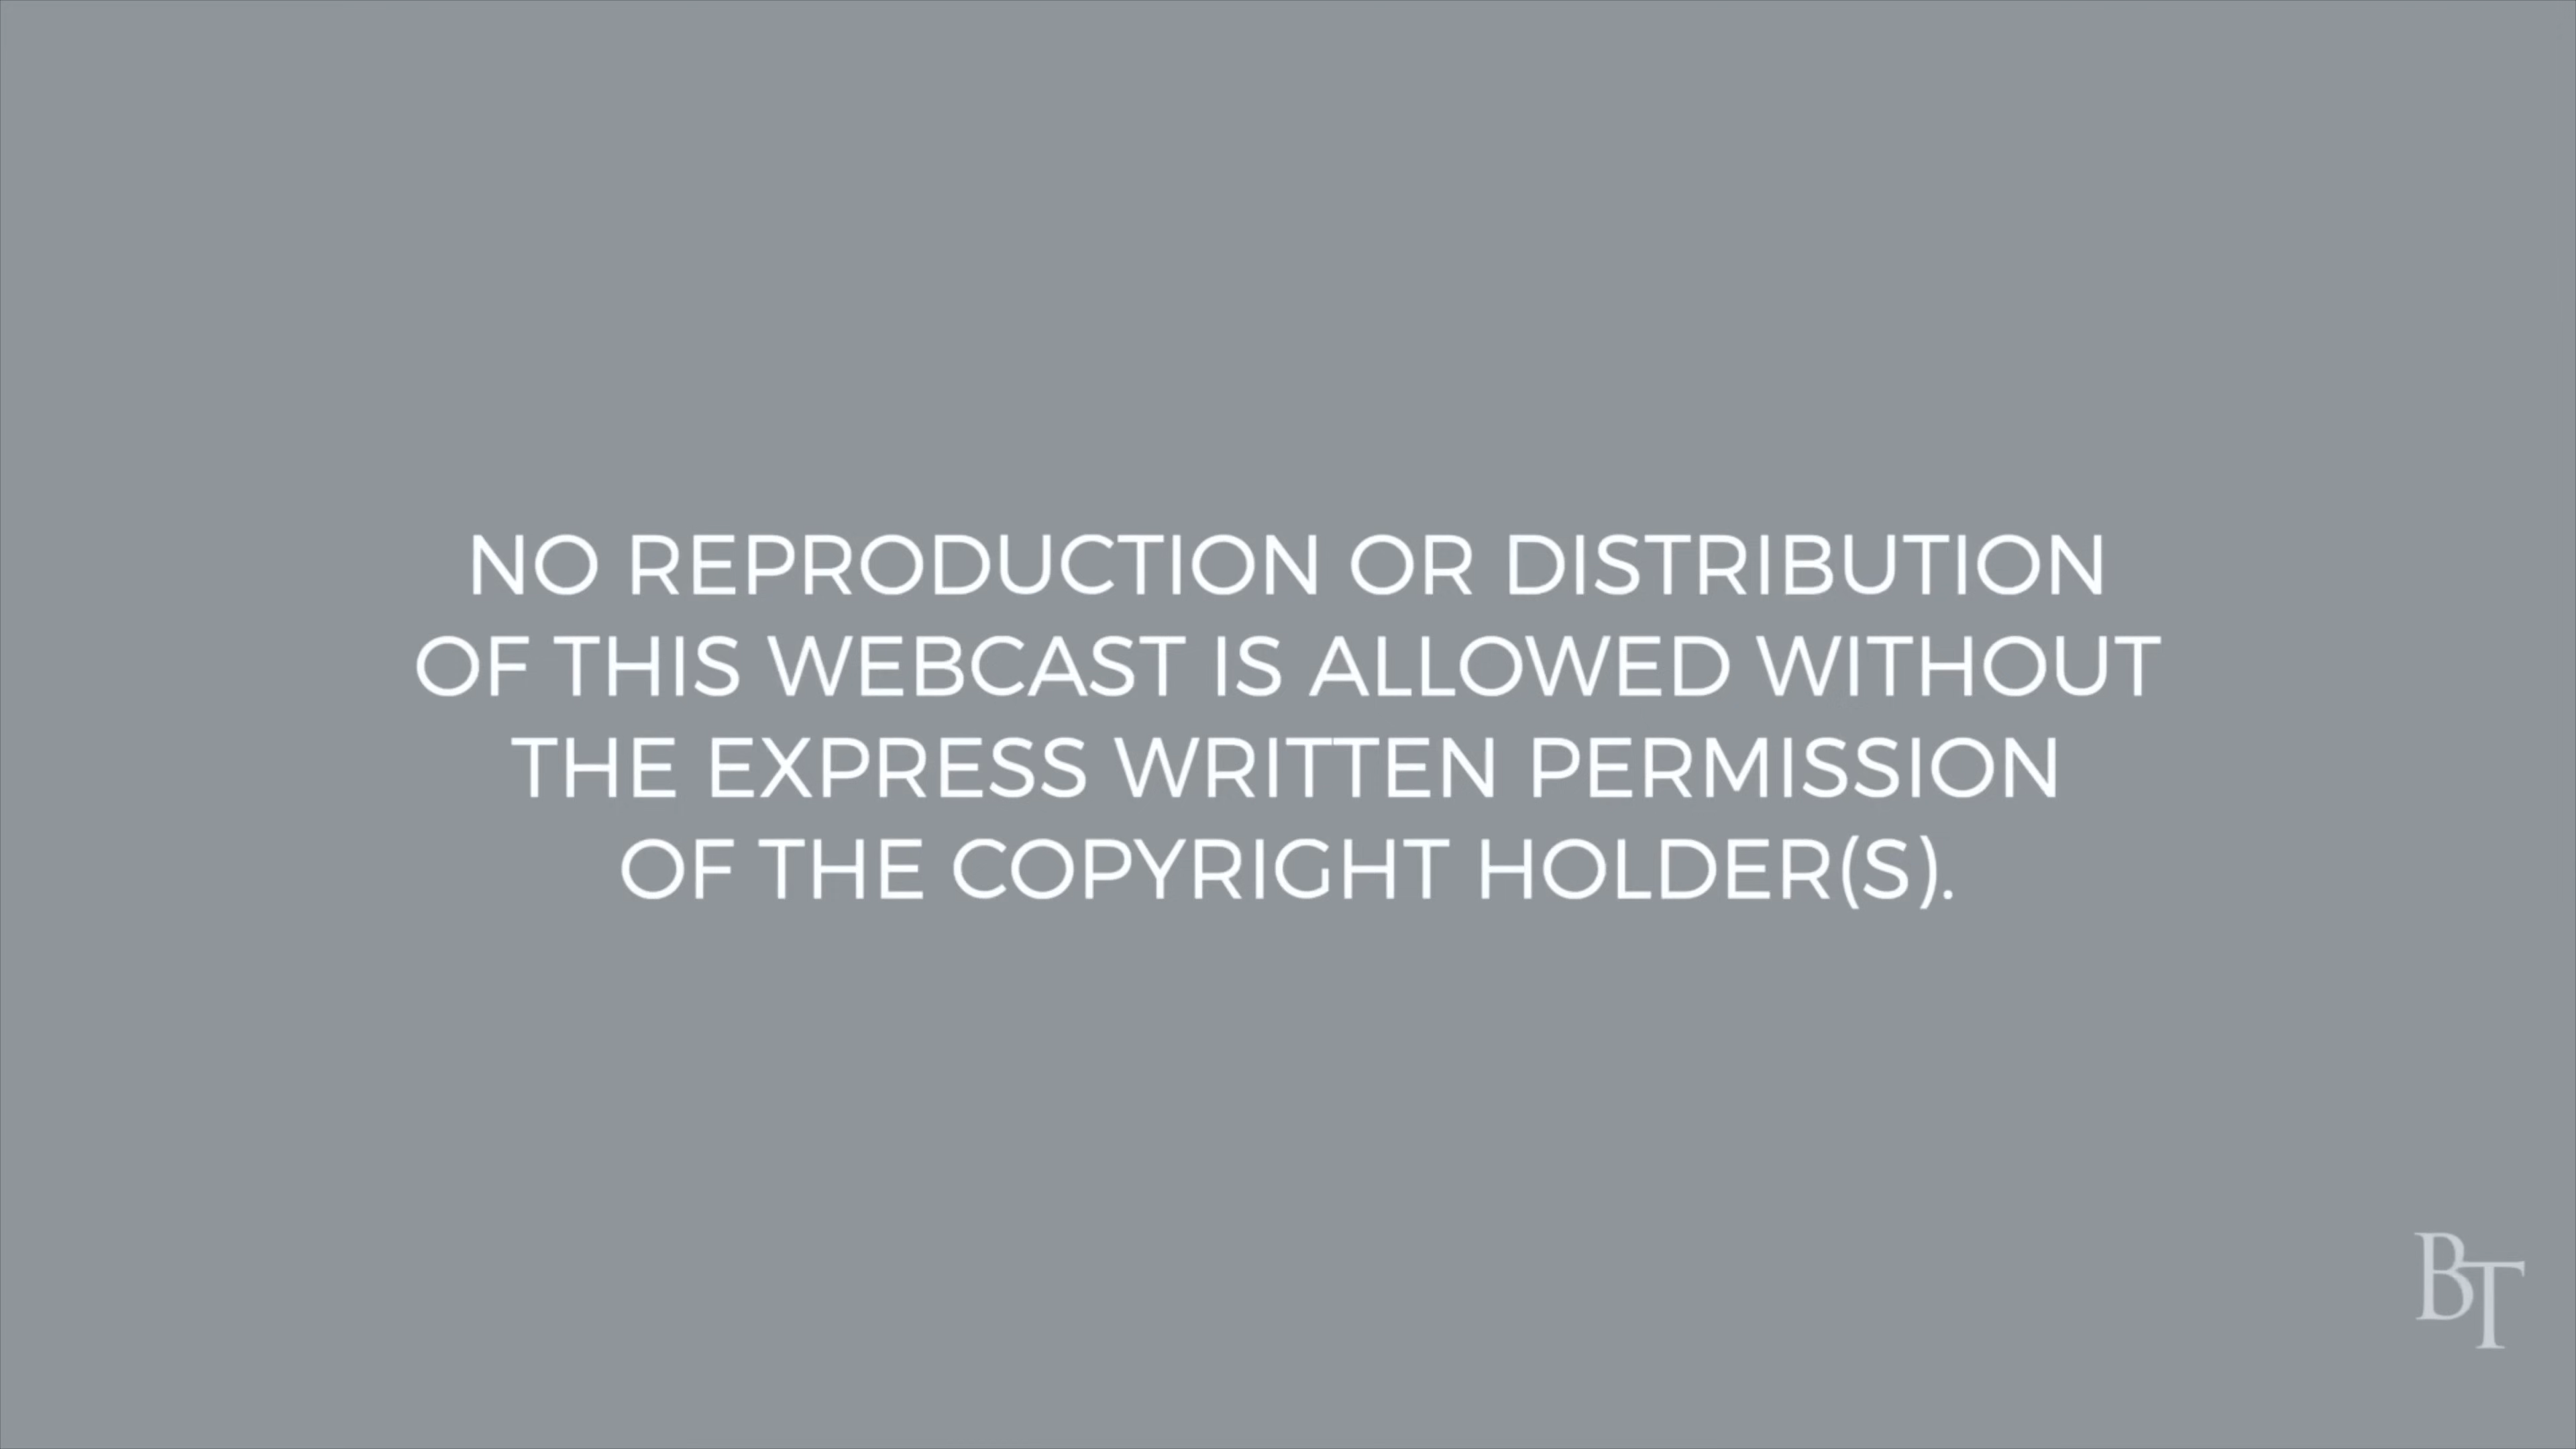 NO REPRODUCTION OR DISTRIBUTION
OF THIS WEBCAST IS ALLOWED WITHOUT
THE EXPRESS WRITTEN PERMISSION
OF THE COPYRIGHT HOLDER(S).
BT